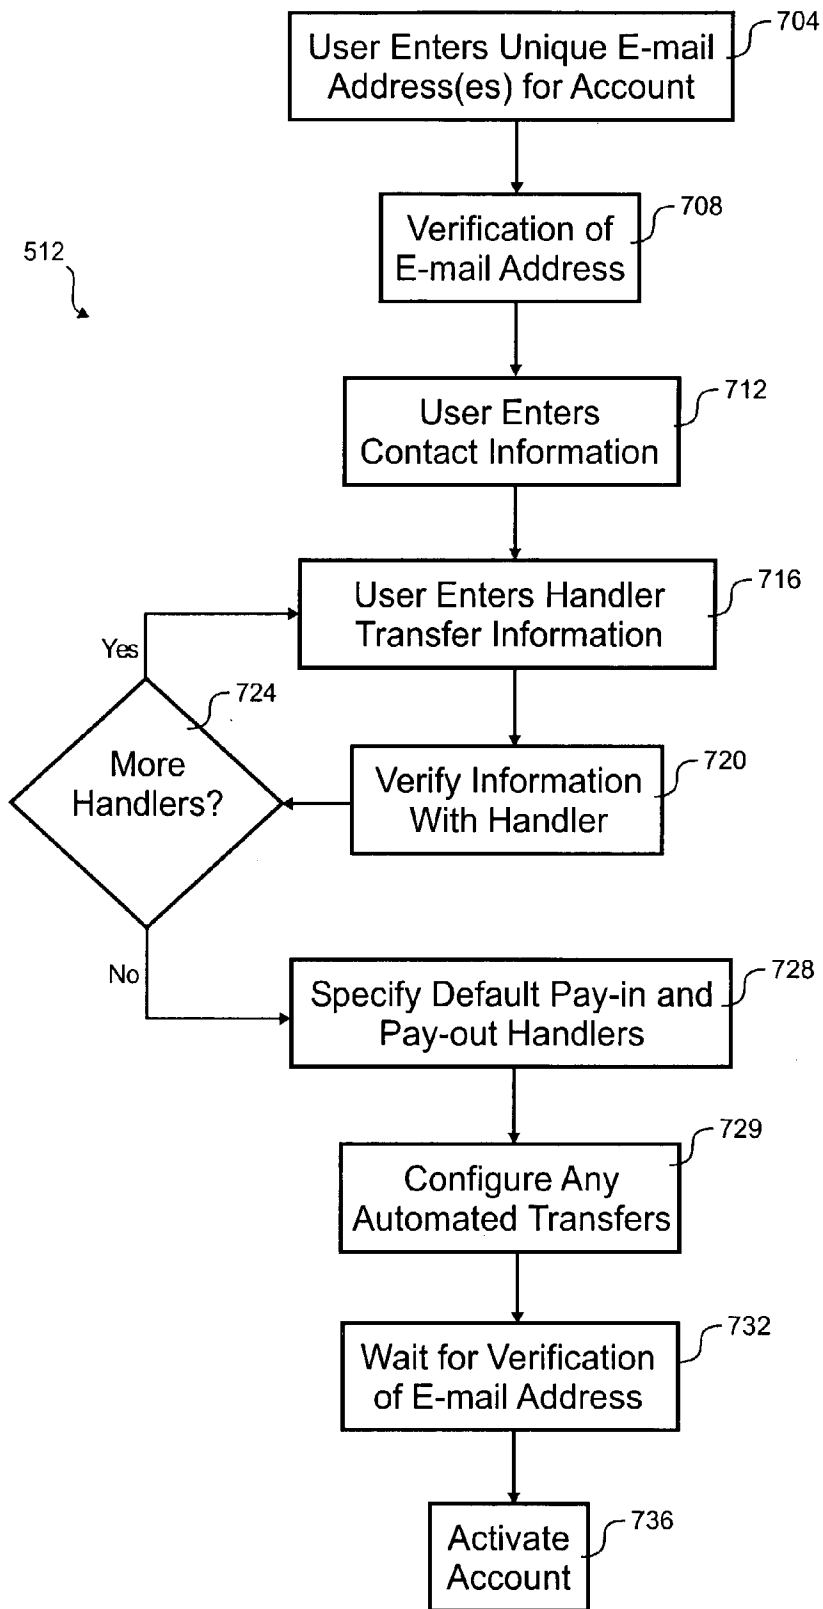 704
User Enters Unique E-mail
Address(es) for Account
708
Verification of
E-mail Address
512
712
User Enters
Contact Information
716
User Enters Handler
Transfer Information
Yes
724
More
Handlers?
720
Verify Information
With Handler
No
728
Specify Default Pay-in and
Pay-out Handlers
729
Configure Any
Automated Transfers
732
Wait for Verification
of E-mail Address
736
Activate
Account